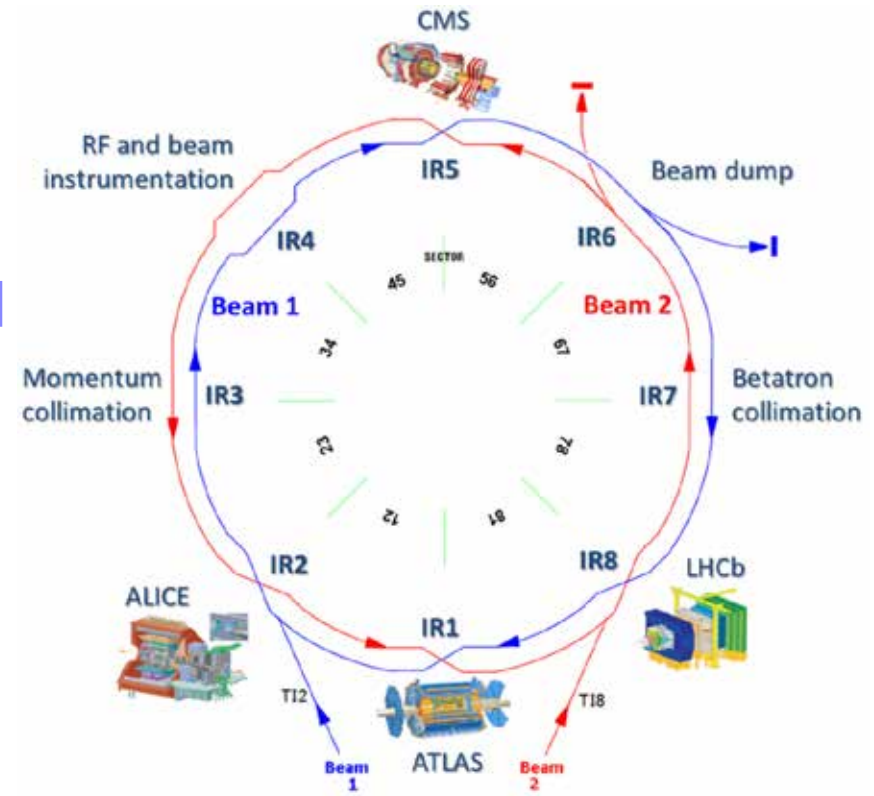 CMS
RF and beam
instrumentation
IR5
Beam dump
IR4
IR6
SECTOR
45
56
Beam 1
Beam 2
34
67
Momentum
collimation
IR3
IR7
Betatron
collimation
23
78
12
81
IR2
IR8
ALICE
LHCb
IR1
TI2
TI8
ATLAS
Beam
1
Beam
2